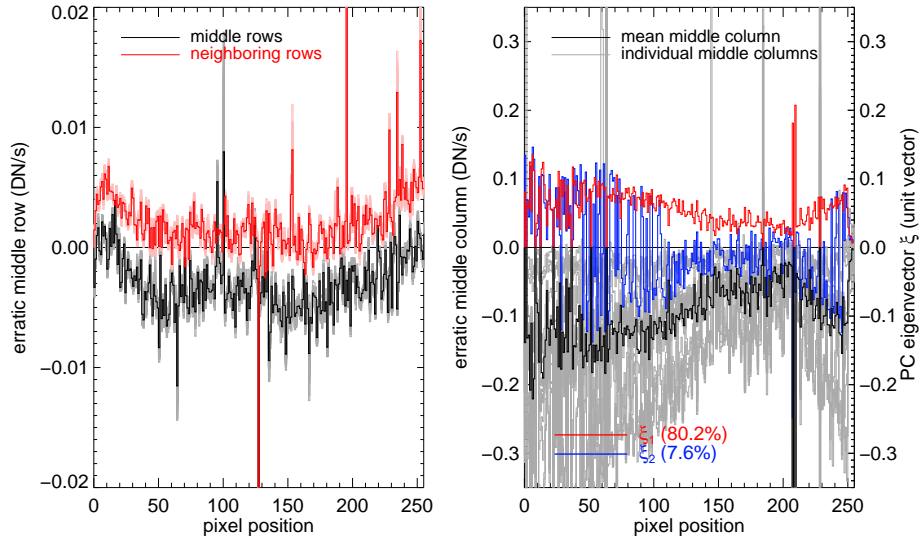 0.02
0.01
0.00
−0.01
−0.02
erratic middle row (DN/s)
middle rows
neighboring rows
0 50 100 150 200 250
pixel position
0.3
0.2
0.1
0.0
−0.1
−0.2
−0.3
erratic middle column (DN/s)
mean middle column
individual middle columns
ξ₁ (80.2%)
ξ₂ (7.6%)
0 50 100 150 200 250
pixel position
0.3
0.2
0.1
0.0
−0.1
−0.2
−0.3
PC eigenvector ξ (unit vector)